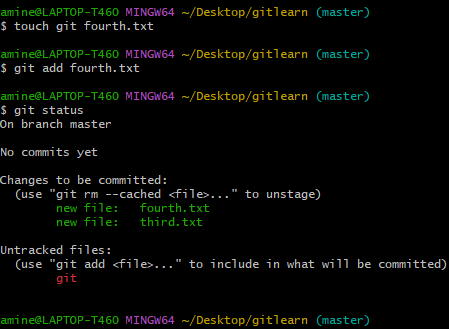 amine@LAPTOP-T460 MINGW64 ~/Desktop/gitlearn (master)
$ touch git fourth.txt
amine@LAPTOP-T460 MINGW64 ~/Desktop/gitlearn (master)
$ git add fourth.txt
amine@LAPTOP-T460 MINGW64 ~/Desktop/gitlearn (master)
$ git status
On branch master
No commits yet
Changes to be committed:
  (use "git rm --cached <file>..." to unstage)
        new file:   fourth.txt
        new file:   third.txt
Untracked files:
  (use "git add <file>..." to include in what will be committed)
        git
amine@LAPTOP-T460 MINGW64 ~/Desktop/gitlearn (master)